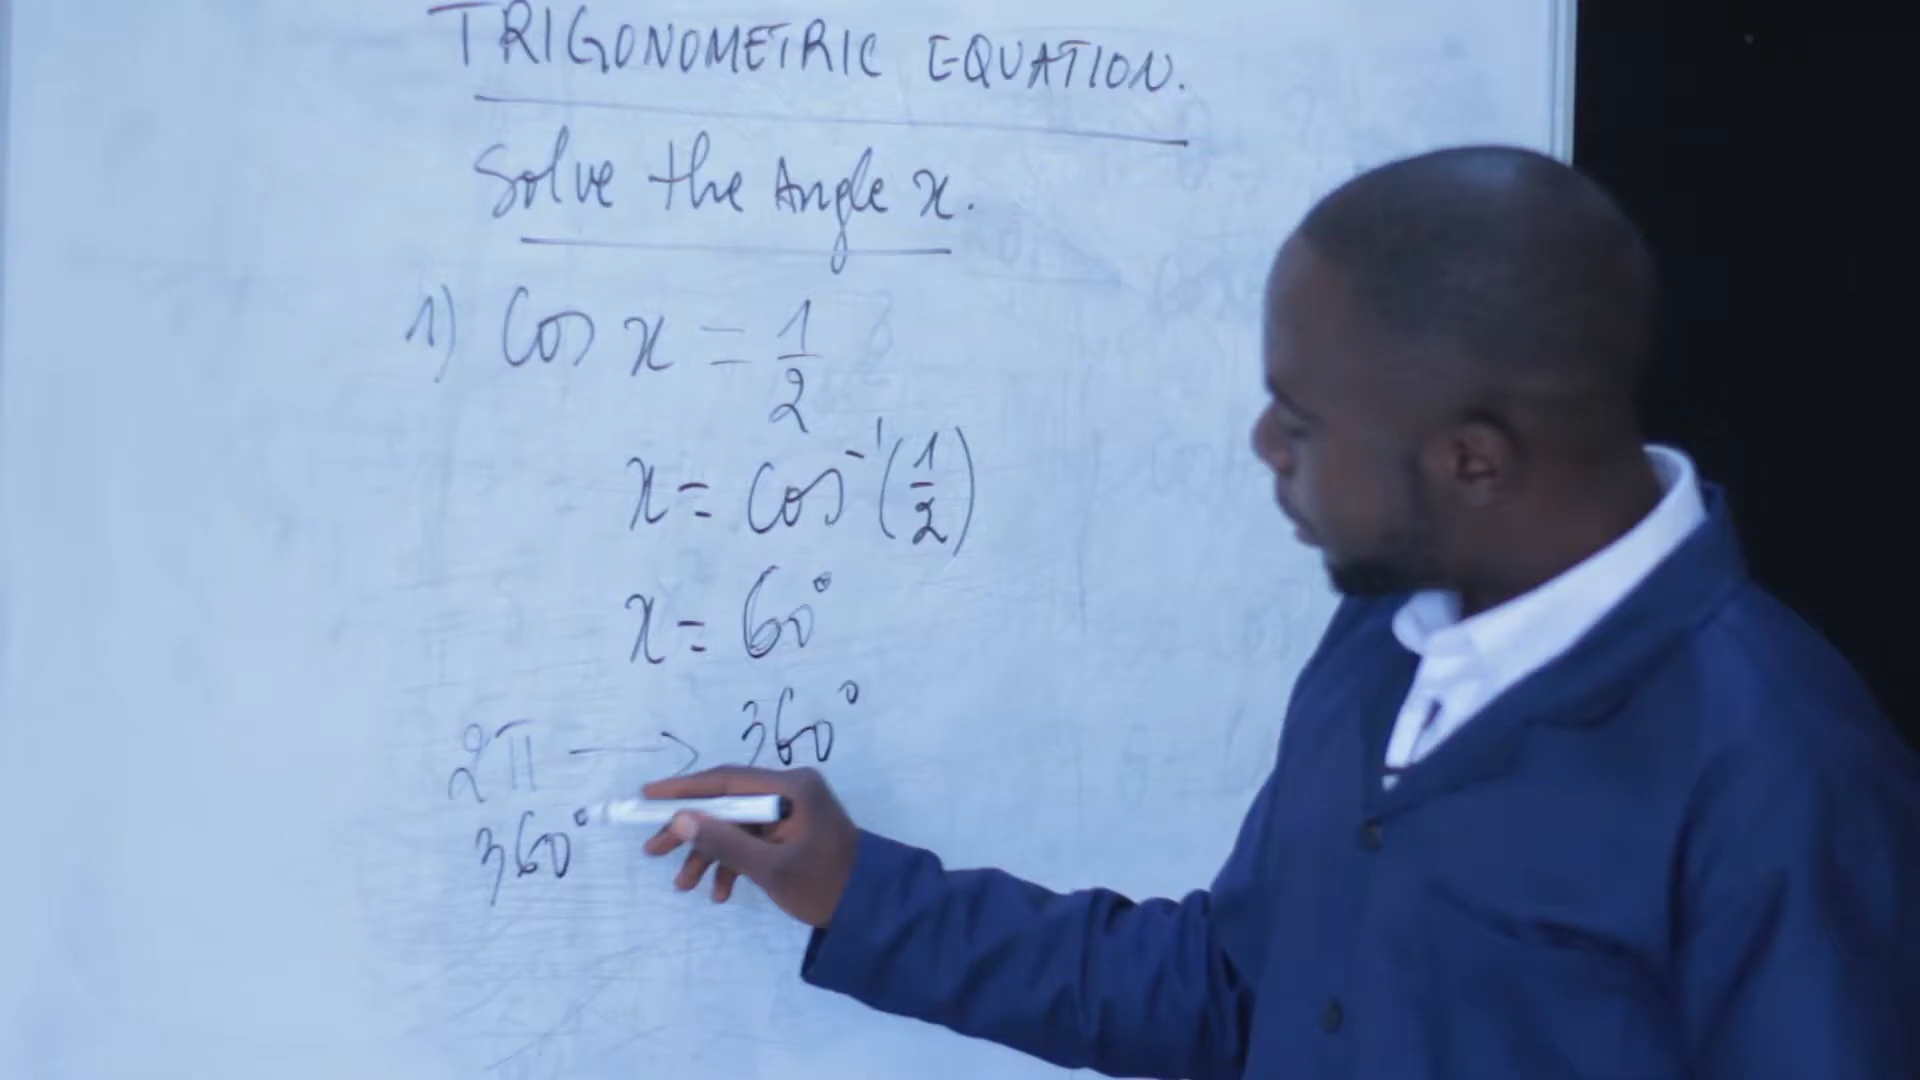 TRIGONOMETRIC EQUATION.
Solve the Angle x.
1) Cos x = 1/2
x = Cos⁻¹(1/2)
x = 60°
2π → 360°
360°